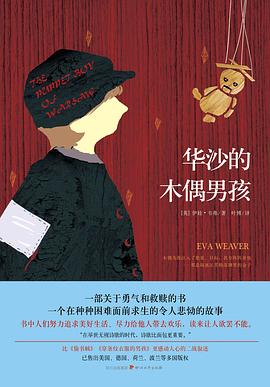 THE
PUPPET BOY
OF
WARSAW
华沙的
木偶男孩
[英] 伊娃·韦弗/著 叶博/译
EVA WEAVER
一部关于勇气和救赎的书
一个在种种困难面前求生的令人悲恸的故事
书中人们努力追求美好生活、尽力给他人带去欢乐，读来让人欲罢不能。
比《偷书贼》《穿条纹衣服的男孩》更感动人心的二战叙述
已售出美国、德国、荷兰、波兰等多国版权